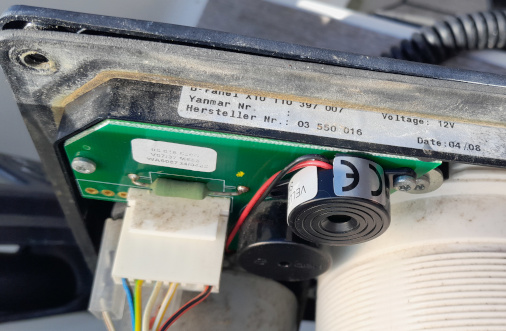 B-Panel X10 110 397 007
Yanmar Nr. :
Hersteller Nr.: 03 550 016
Voltage: 12V
Date:04/08
CE